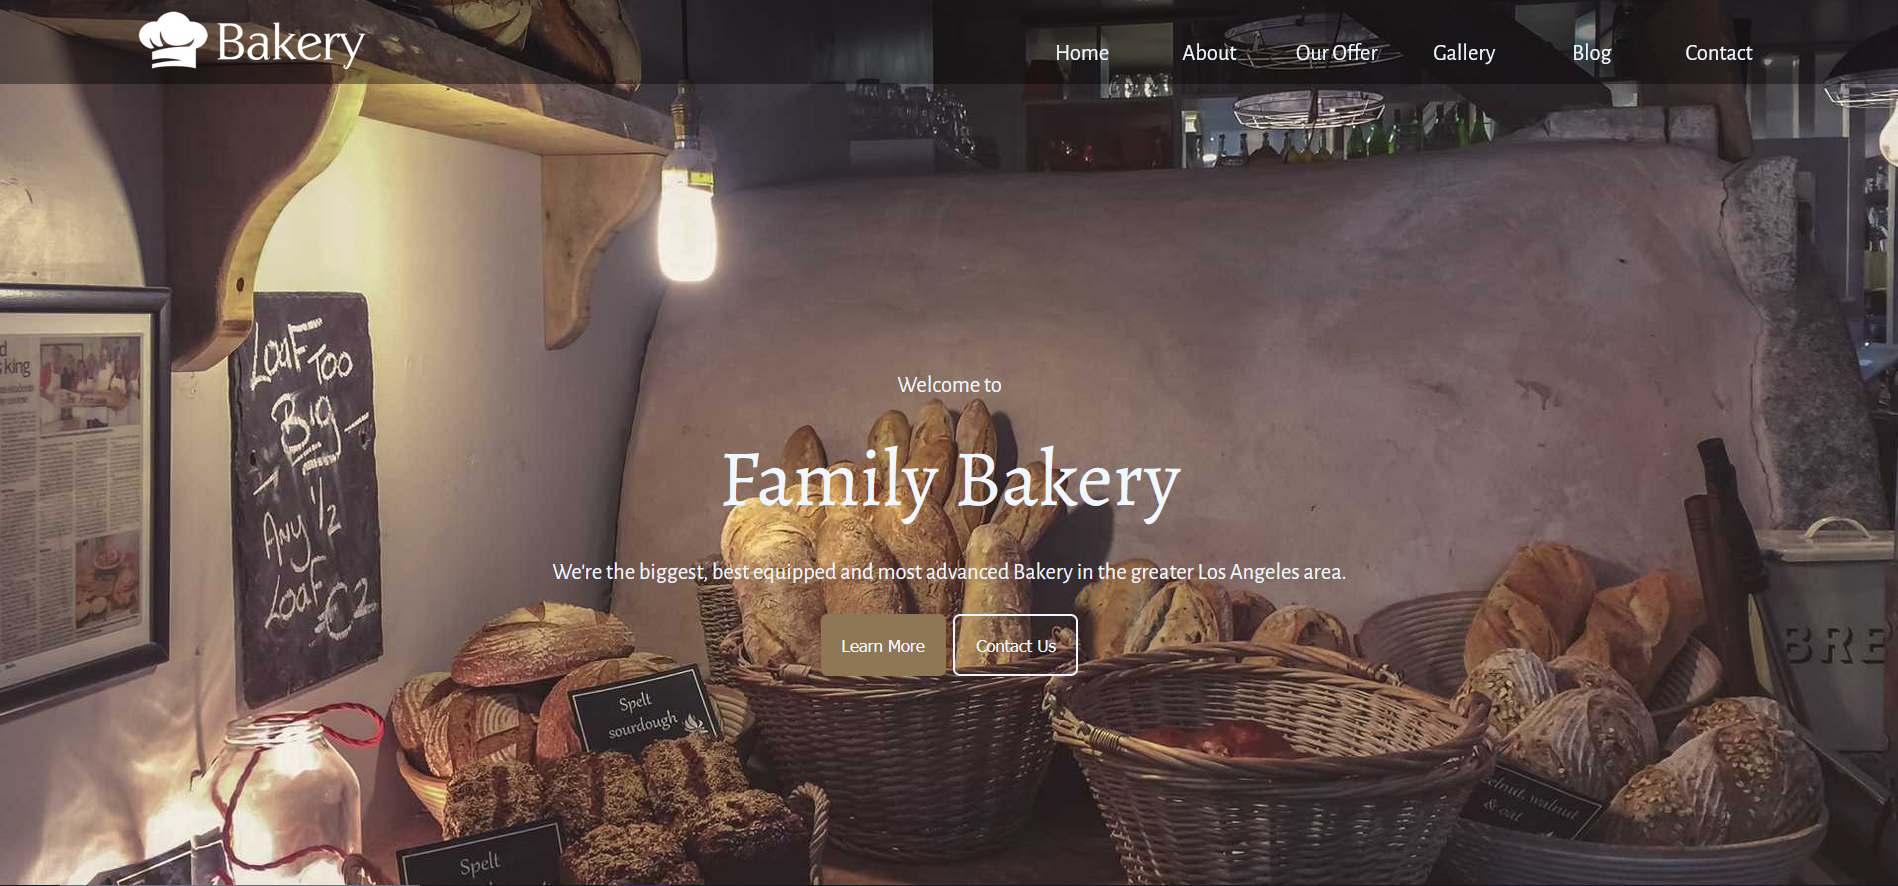 Bakery
Home About Our Offer Gallery Blog Contact
king
Loaf Too
Big
Any 1/2
Loaf €2
Welcome to
Family Bakery
We're the biggest, best equipped and most advanced Bakery in the greater Los Angeles area.
Learn More Contact Us
BRE
Spelt
sourdough
walnut
& oat
Spelt